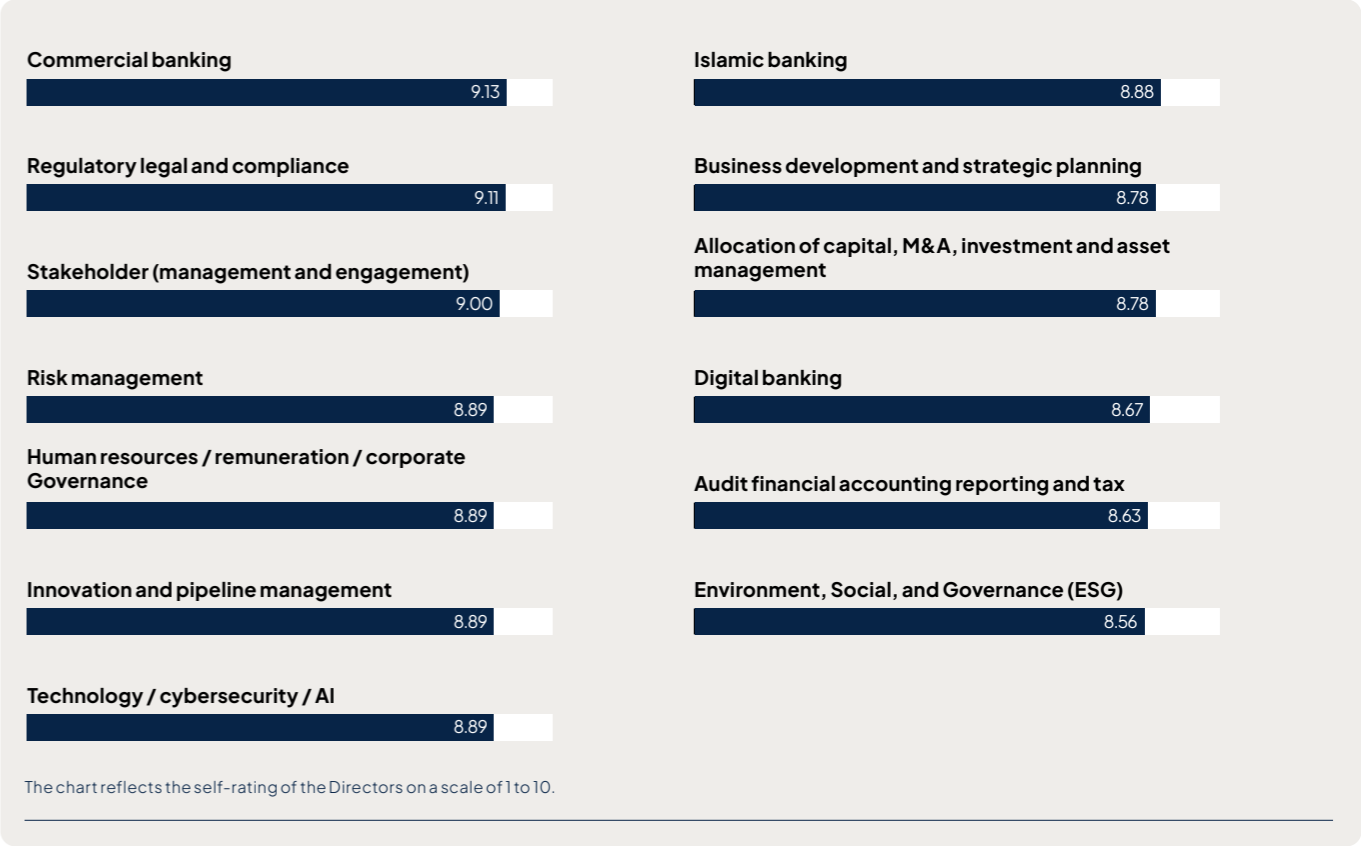 Commercial banking
9.13
Regulatory legal and compliance
9.11
Stakeholder (management and engagement)
9.00
Risk management
8.89
Human resources / remuneration / corporate
Governance
8.89
Innovation and pipeline management
8.89
Technology / cybersecurity / AI
8.89
Islamic banking
8.88
Business development and strategic planning
8.78
Allocation of capital, M&A, investment and asset
management
8.78
Digital banking
8.67
Audit financial accounting reporting and tax
8.63
Environment, Social, and Governance (ESG)
8.56
The chart reflects the self-rating of the Directors on a scale of 1 to 10.